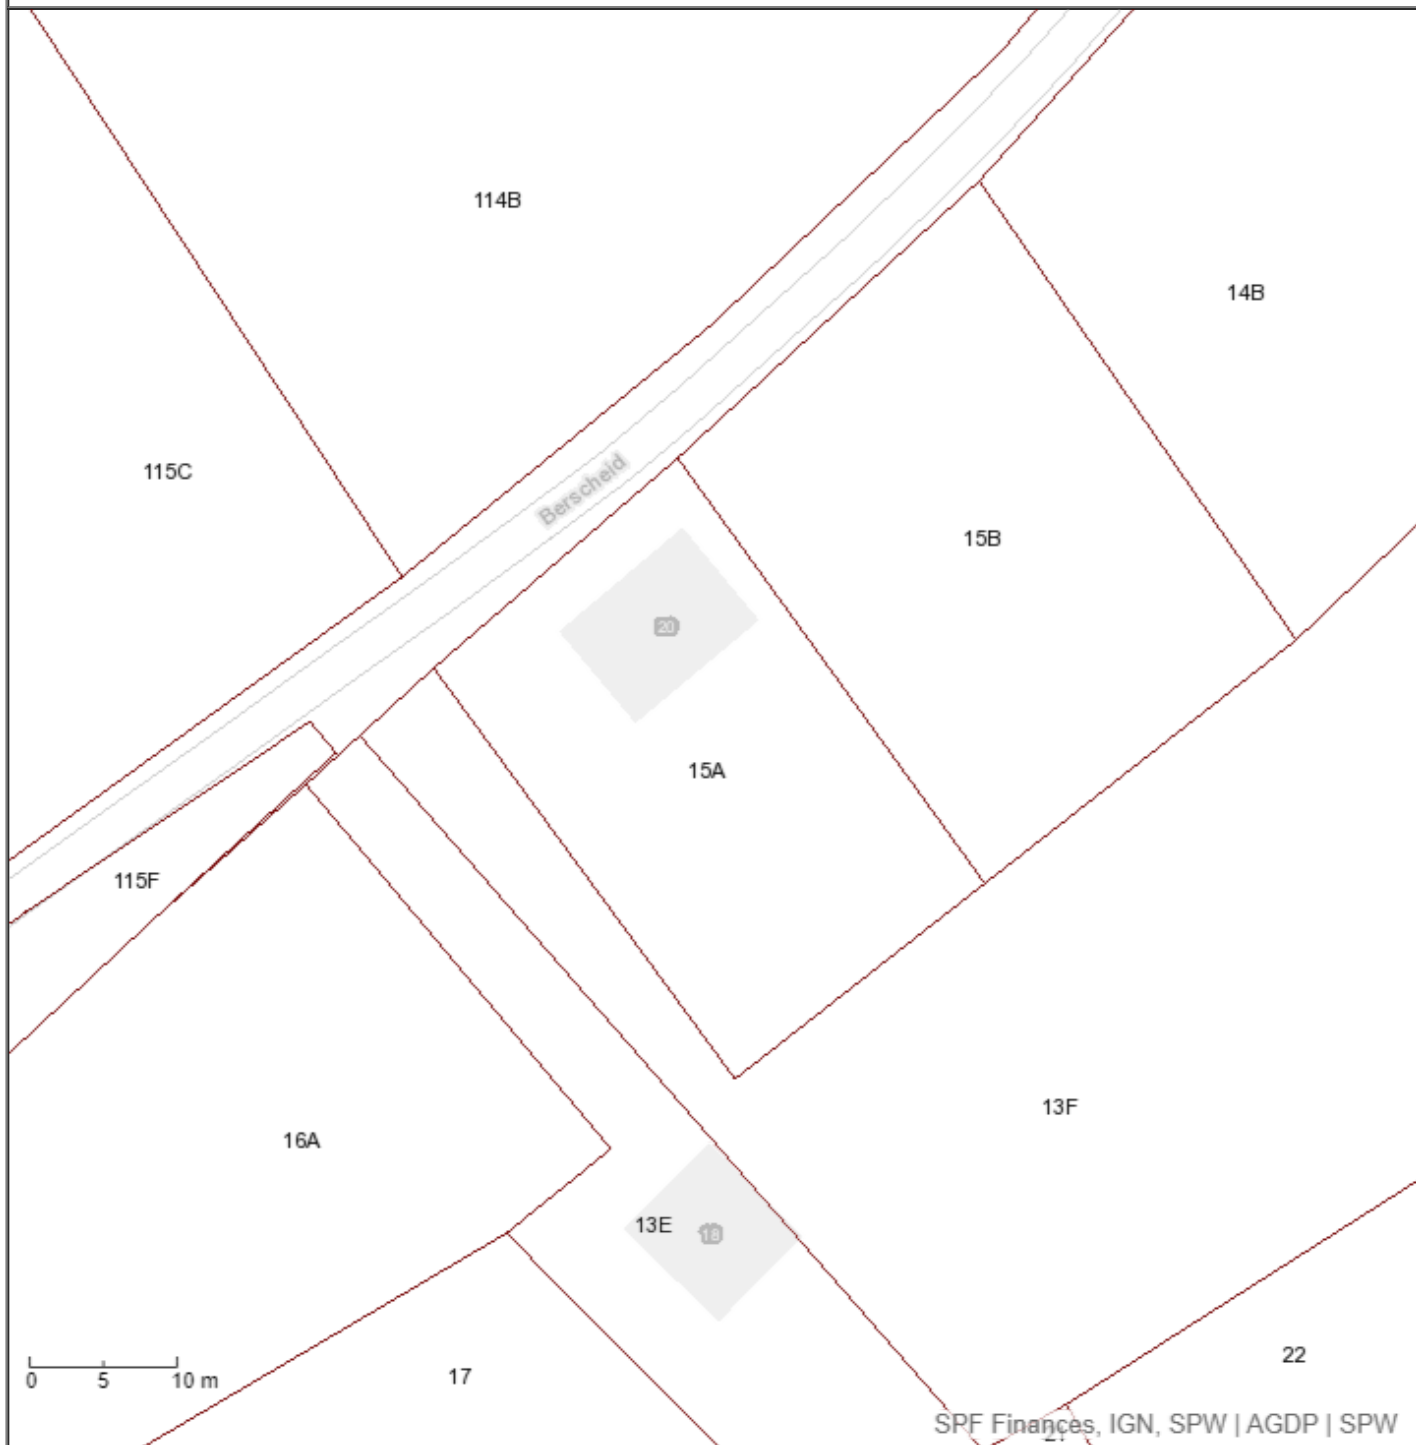 114B
14B
115C
Berscheid
15B
20
15A
115F
13F
16A
13E
18
22
17
0 5 10 m
21
SPF Finances, IGN, SPW | AGDP | SPW